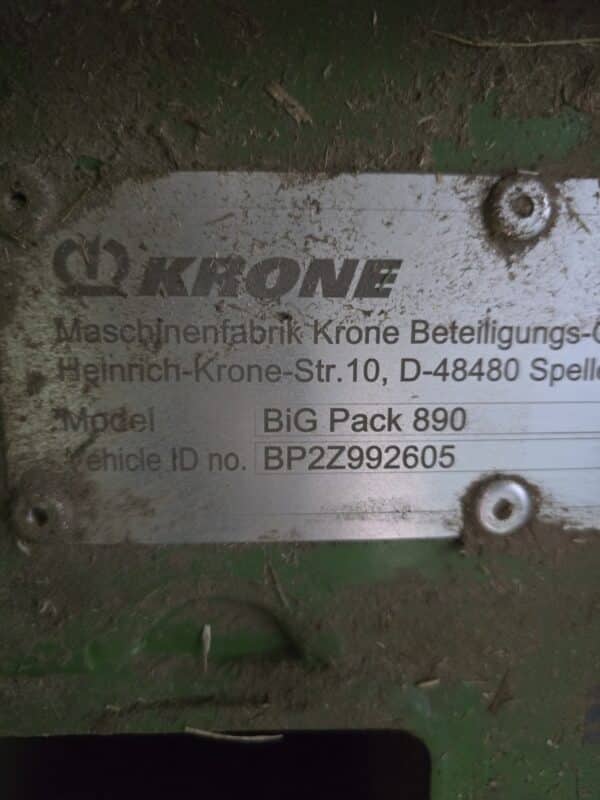 KRONE
Maschinenfabrik Krone Beteiligungs-
Heinrich-Krone-Str.10, D-48480 Spelle
Model BiG Pack 890
Vehicle ID no. BP2Z992605